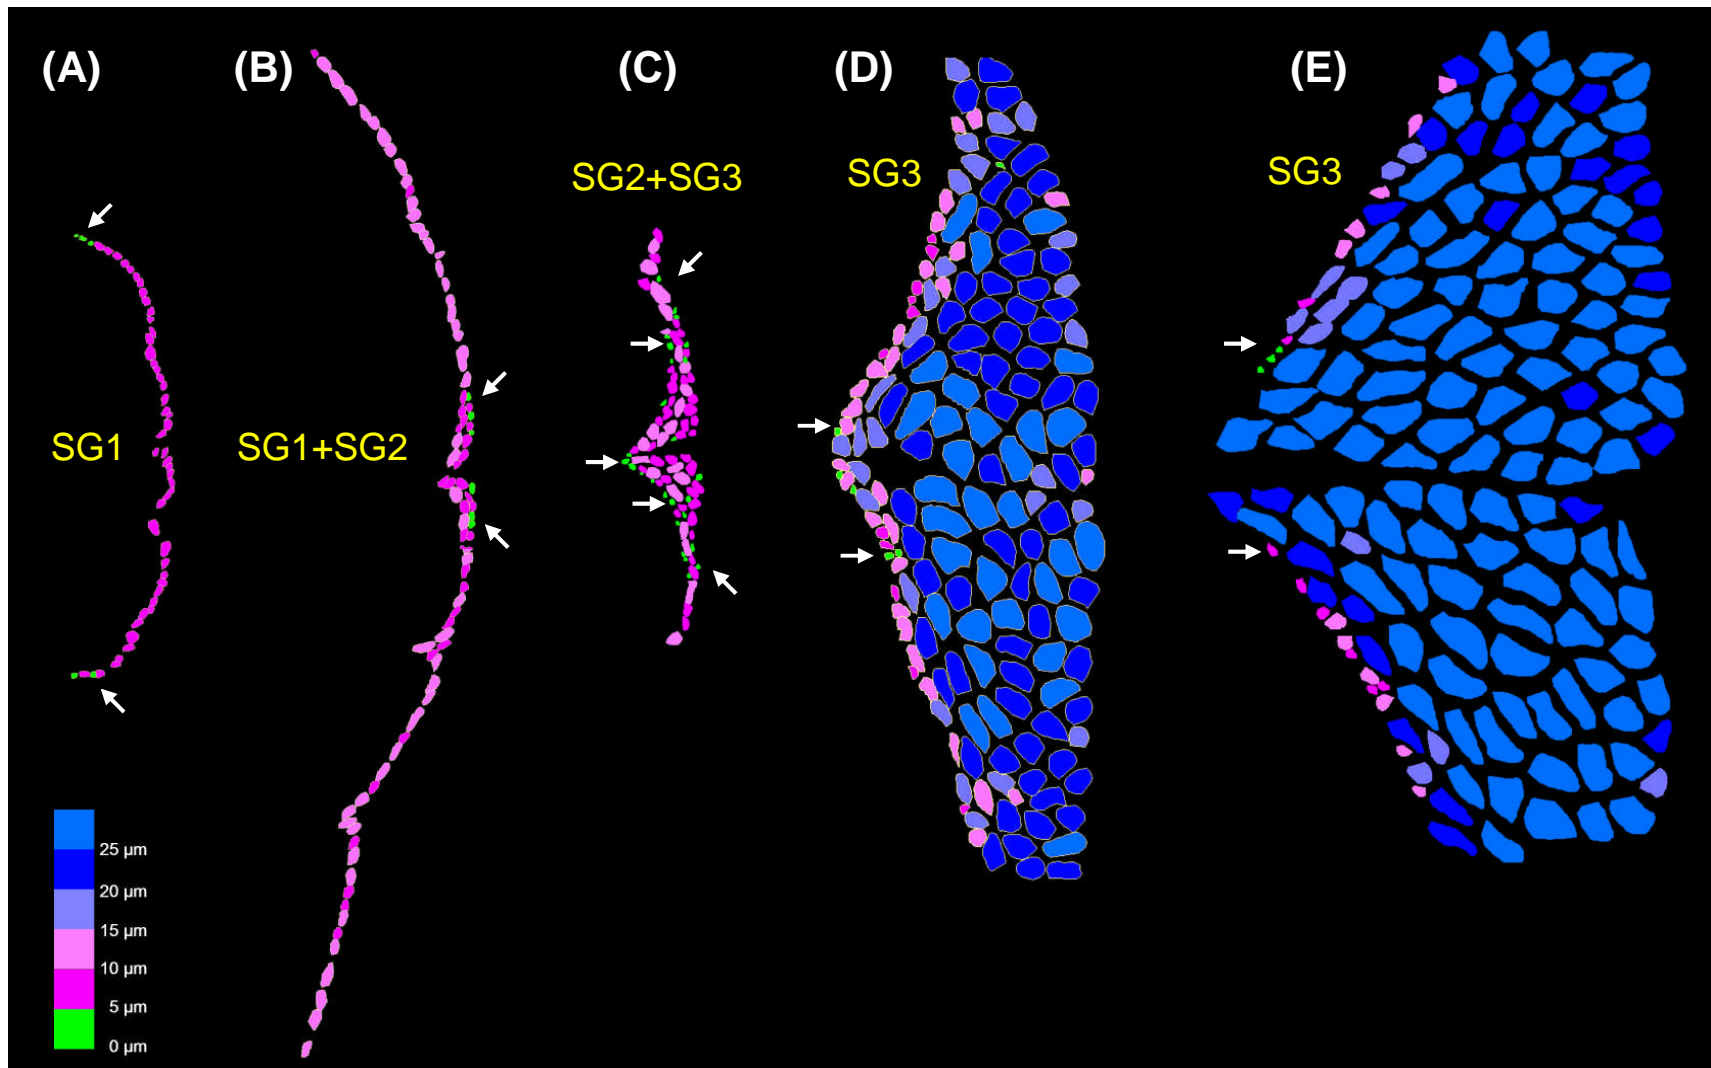 (A)
(B)
(C)
(D)
(E)
SG1
SG1+SG2
SG2+SG3
SG3
SG3
25 µm
20 µm
15 µm
10 µm
5 µm
0 µm